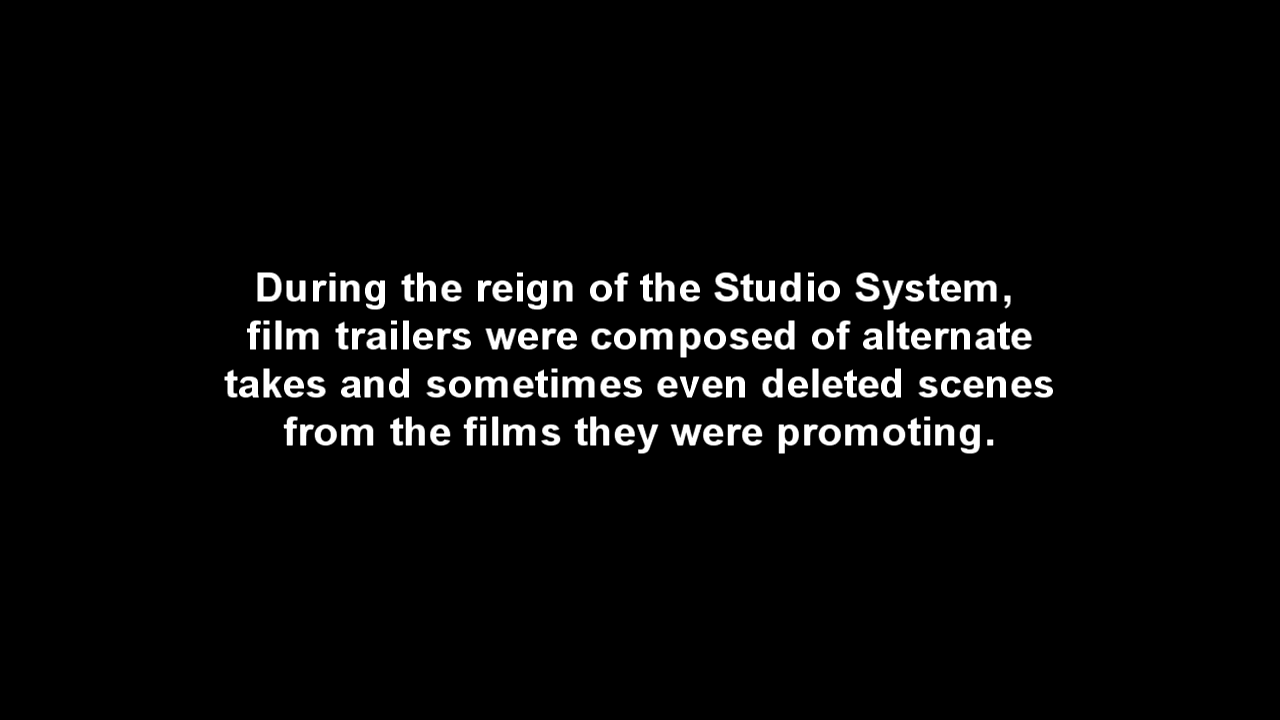 During the reign of the Studio System,
film trailers were composed of alternate
takes and sometimes even deleted scenes
from the films they were promoting.